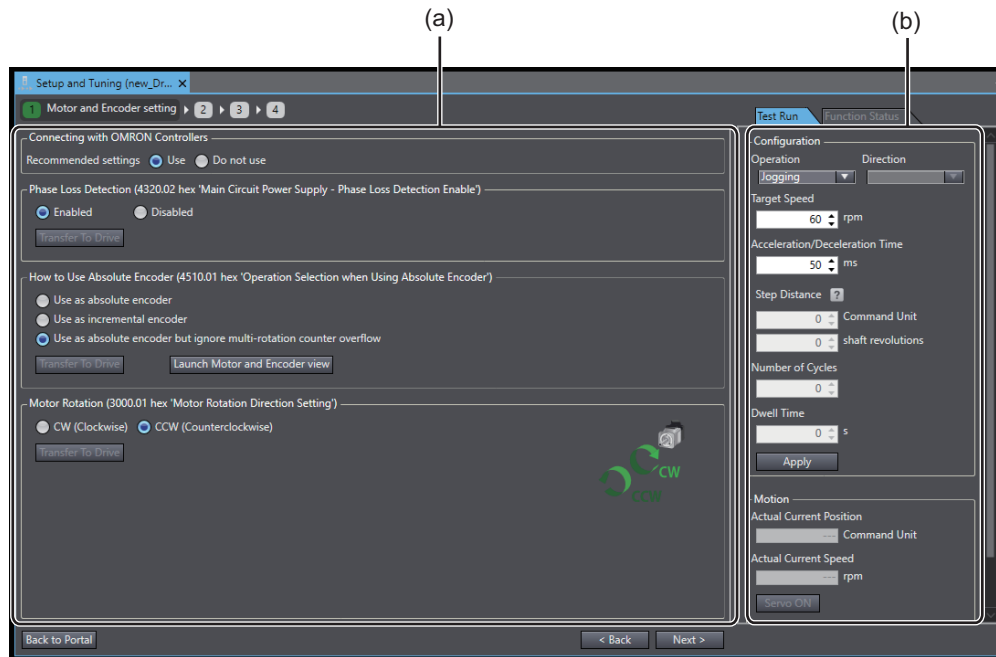 (a)
(b)
Setup and Tuning (new_Dr... X
1 Motor and Encoder setting 2 3 4
Test Run Function Status
Connecting with OMRON Controllers
Recommended settings Use Do not use
Phase Loss Detection (4320.02 hex 'Main Circuit Power Supply - Phase Loss Detection Enable')
Enabled Disabled
Transfer To Drive
How to Use Absolute Encoder (4510.01 hex 'Operation Selection when Using Absolute Encoder')
Use as absolute encoder
Use as incremental encoder
Use as absolute encoder but ignore multi-rotation counter overflow
Transfer To Drive Launch Motor and Encoder view
Motor Rotation (3000.01 hex 'Motor Rotation Direction Setting')
CW (Clockwise) CCW (Counterclockwise)
Transfer To Drive
CW
CCW
Configuration
Operation Direction
Jogging
Target Speed
60 rpm
Acceleration/Deceleration Time
50 ms
Step Distance ?
0 Command Unit
0 shaft revolutions
Number of Cycles
0
Dwell Time
0 s
Apply
Motion
Actual Current Position
--- Command Unit
Actual Current Speed
--- rpm
Servo ON
Back to Portal < Back Next >